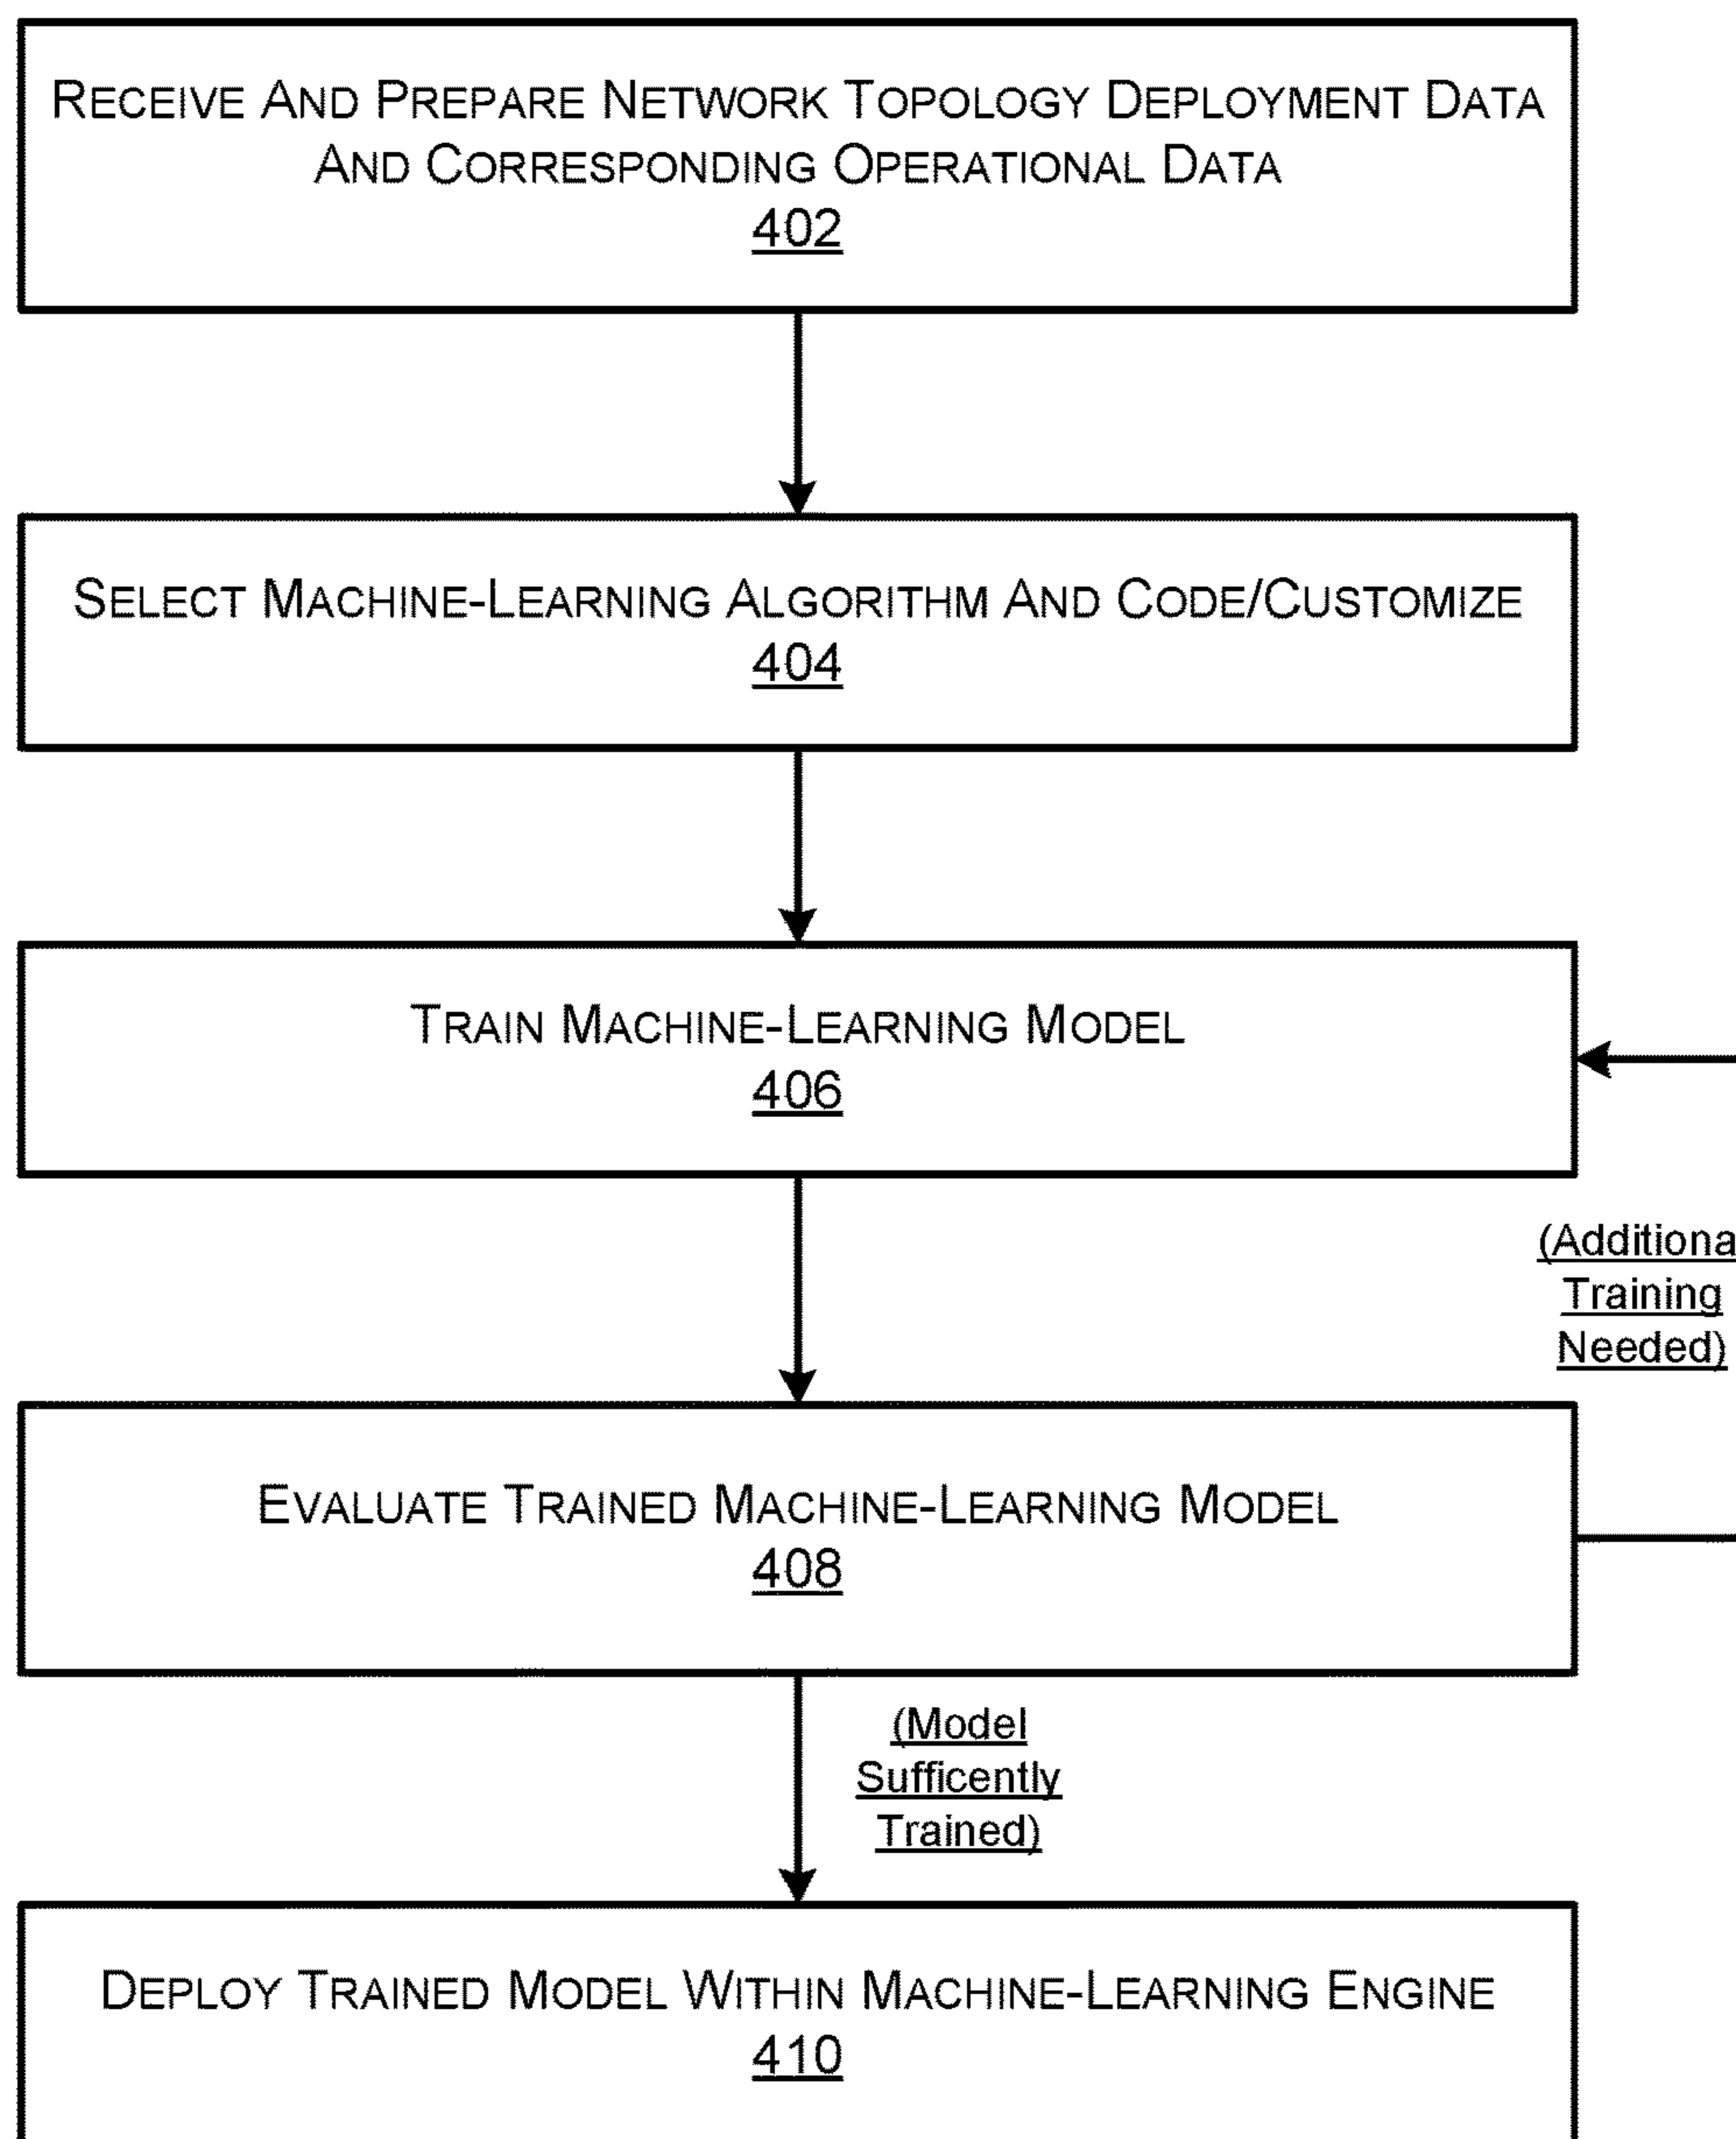 RECEIVE AND PREPARE NETWORK TOPOLOGY DEPLOYMENT DATA
AND CORRESPONDING OPERATIONAL DATA
402
SELECT MACHINE-LEARNING ALGORITHM AND CODE/CUSTOMIZE
404
TRAIN MACHINE-LEARNING MODEL
406
(Additiona
Training
Needed)
EVALUATE TRAINED MACHINE-LEARNING MODEL
408
(Model
Sufficently
Trained)
DEPLOY TRAINED MODEL WITHIN MACHINE-LEARNING ENGINE
410